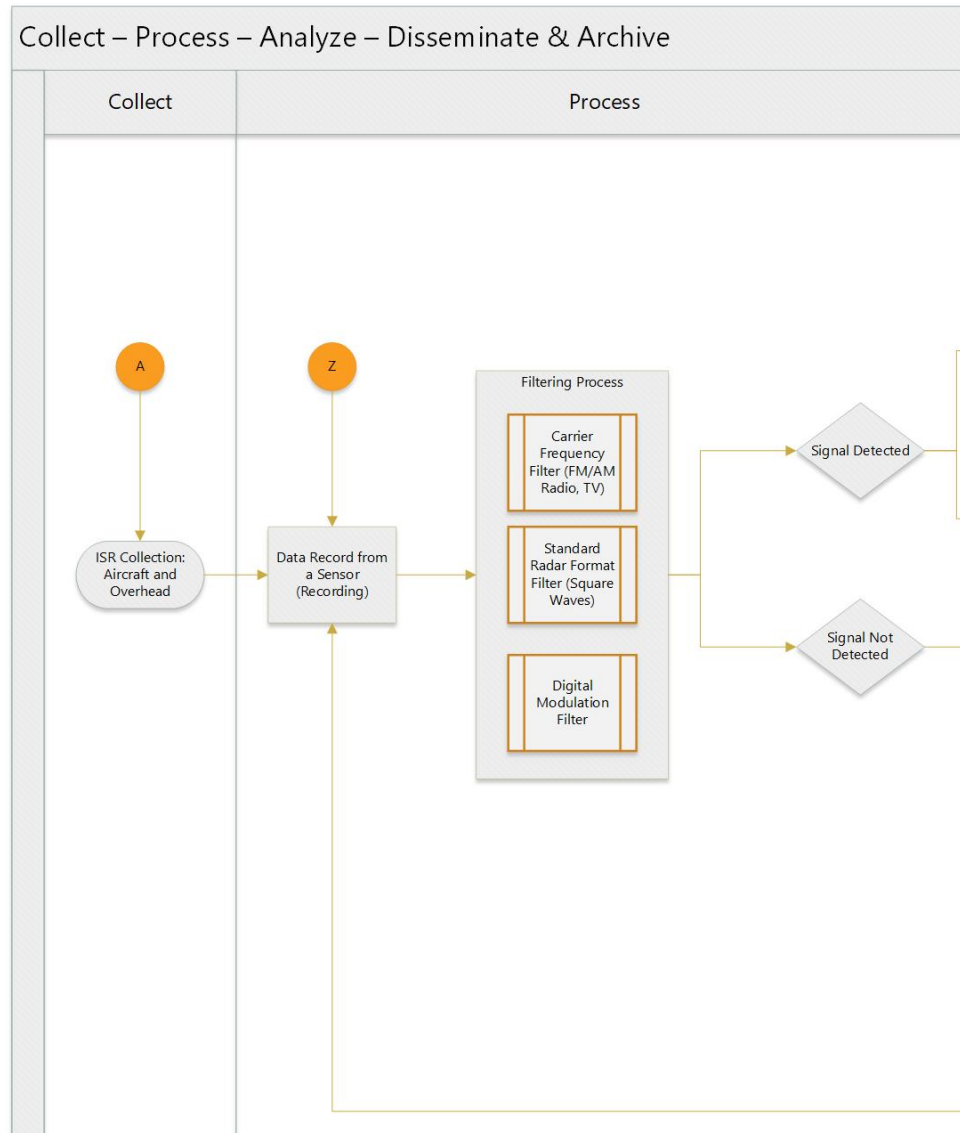 Collect – Process – Analyze – Disseminate & Archive
Collect
Process
A
Z
ISR Collection:
Aircraft and
Overhead
Data Record from
a Sensor
(Recording)
Filtering Process
Carrier
Frequency
Filter (FM/AM
Radio, TV)
Standard
Radar Format
Filter (Square
Waves)
Digital
Modulation
Filter
Signal Detected
Signal Not
Detected